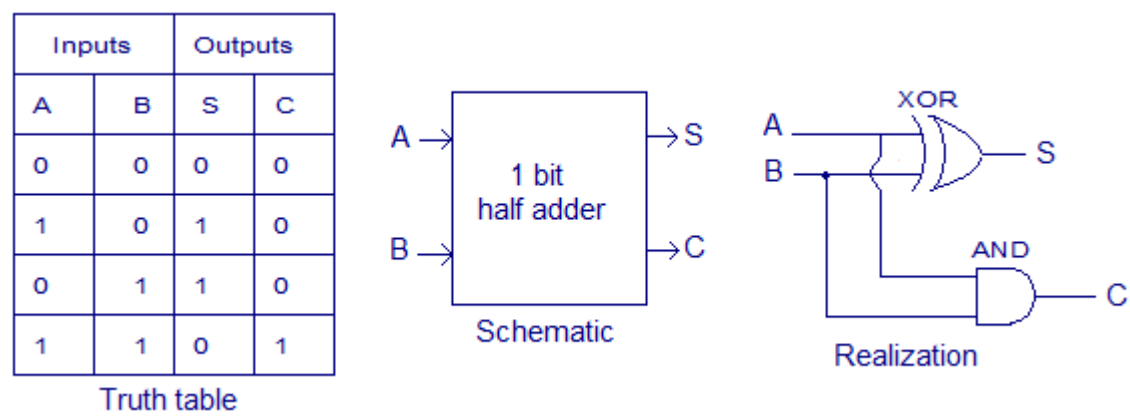 Inputs Outputs
A B S C
0 0 0 0
1 0 1 0
0 1 1 0
1 1 0 1
Truth table
A
B
1 bit
half adder
S
C
Schematic
XOR
A
B
S
AND
C
Realization